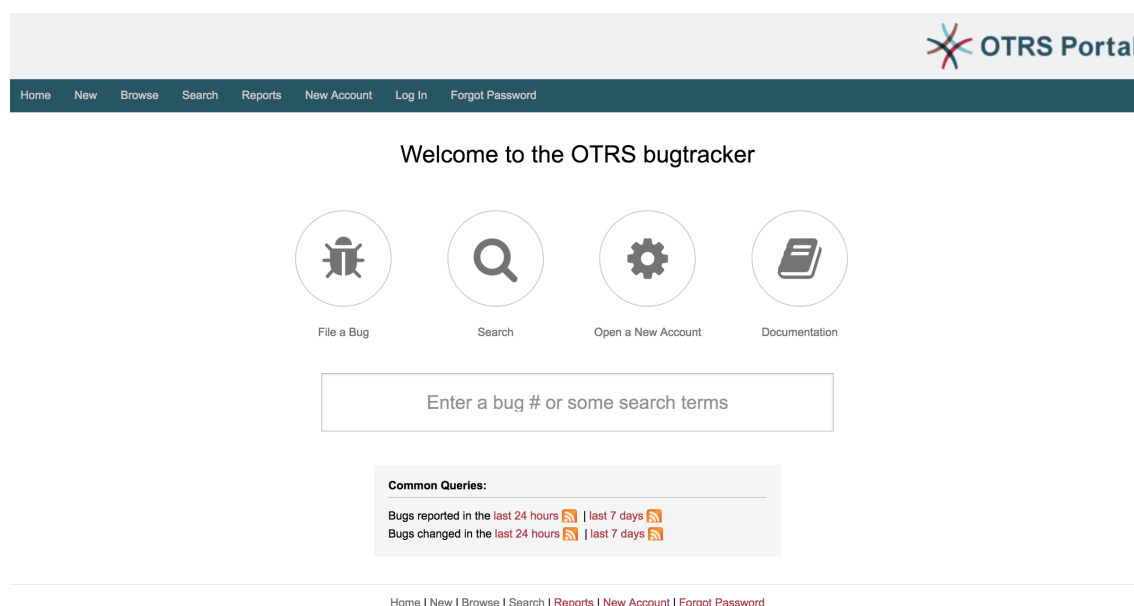 OTRS Portal
Home New Browse Search Reports New Account Log In Forgot Password
Welcome to the OTRS bugtracker
File a Bug Search Open a New Account Documentation
Enter a bug # or some search terms
Common Queries:
Bugs reported in the last 24 hours | last 7 days
Bugs changed in the last 24 hours | last 7 days
Home | New | Browse | Search | Reports | New Account | Forgot Password